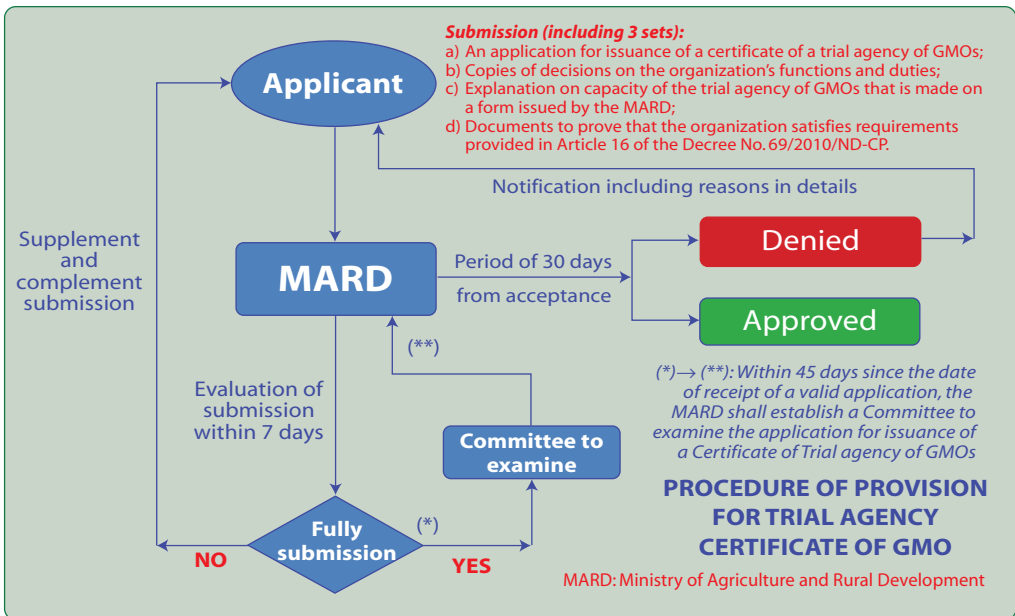 Submission (including 3 sets):
a) An application for issuance of a certificate of a trial agency of GMOs;
b) Copies of decisions on the organization's functions and duties;
c) Explanation on capacity of the trial agency of GMOs that is made on
a form issued by the MARD;
d) Documents to prove that the organization satisfies requirements
provided in Article 16 of the Decree No. 69/2010/ND-CP.
Applicant
Notification including reasons in details
Supplement
and
complement
submission
MARD
Period of 30 days
from acceptance
Denied
Approved
(**)
(*)→ (**): Within 45 days since the date
of receipt of a valid application, the
MARD shall establish a Committee to
examine the application for issuance of
a Certificate of Trial agency of GMOs
Evaluation of
submission
within 7 days
Committee to
examine
Fully
submission
(*)
NO
YES
PROCEDURE OF PROVISION
FOR TRIAL AGENCY
CERTIFICATE OF GMO
MARD: Ministry of Agriculture and Rural Development